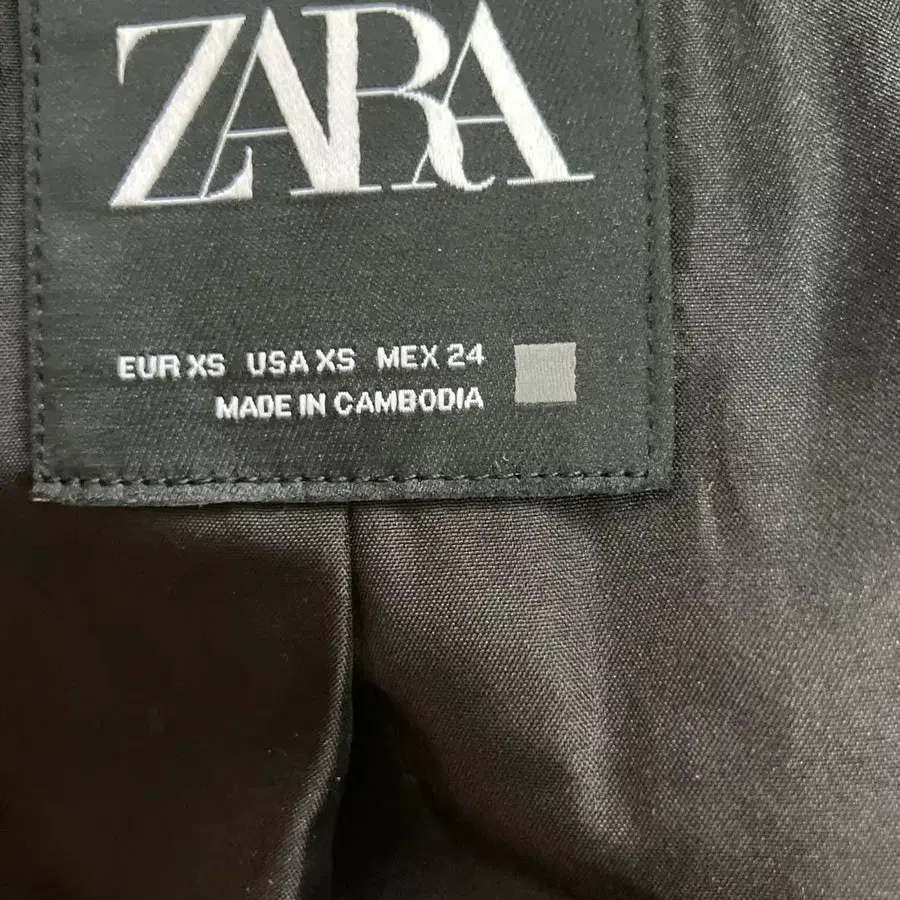 ZARA
EUR XS USA XS MEX 24
MADE IN CAMBODIA